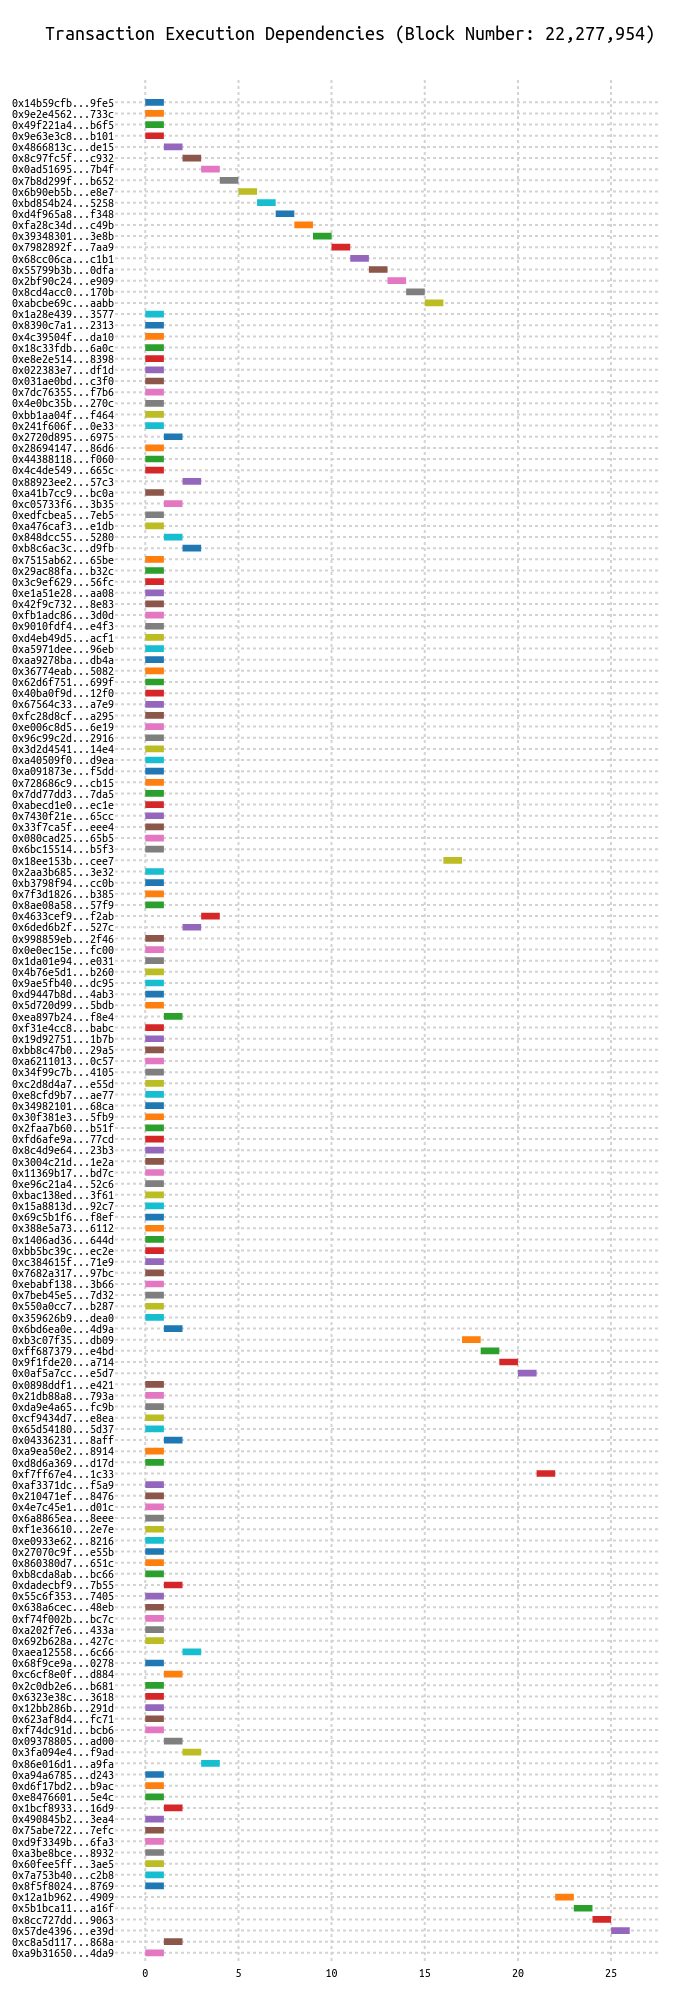 Transaction Execution Dependencies (Block Number: 22,277,954)
0x14b59cfb...9fe5
0x9e2e4562...733c
0x49f221a4...b6f5
0x9e63e3c8...b101
0x4866813c...de15
0x8c97fc5f...c932
0x0ad51695...7b4f
0x7b8d299f...b652
0x6b90eb5b...e8e7
0xbd854b24...5258
0xd4f965a8...f348
0xfa28c34d...c49b
0x39348301...3e8b
0x7982892f...7aa9
0x68cc06ca...c1b1
0x55799b3b...0dfa
0x2bf90c24...e909
0x8cd4acc0...170b
0xabcbe69c...aabb
0x1a28e439...3577
0x8390c7a1...2313
0x4c39504f...da10
0x18c33fdb...6a0c
0xe8e2e514...8398
0x022383e7...df1d
0x031ae0bd...c3f0
0x7dc76355...f7b6
0x4e0bc35b...270c
0xbb1aa04f...f464
0x241f606f...0e33
0x2720d895...6975
0x28694147...86d6
0x44388118...f060
0x4c4de549...665c
0x88923ee2...57c3
0xa41b7cc9...bc0a
0xc05733f6...3b35
0xedfcbea5...7eb5
0xa476caf3...e1db
0x848dcc55...5280
0xb8c6ac3c...d9fb
0x7515ab62...65be
0x29ac88fa...b32c
0x3c9ef629...56fc
0xe1a51e28...aa08
0x42f9c732...8e83
0xfb1adc86...3d0d
0x9010fdf4...e4f3
0xd4eb49d5...acf1
0xa5971dee...96eb
0xaa9278ba...db4a
0x36774eab...5082
0x62d6f751...699f
0x40ba0f9d...12f0
0x67564c33...a7e9
0xfc28d8cf...a295
0xe006c8d5...6e19
0x96c99c2d...2916
0x3d2d4541...14e4
0xa40509f0...d9ea
0xa091873e...f5dd
0x728686c9...cb15
0x7dd77dd3...7da5
0xabecd1e0...ec1e
0x7430f21e...65cc
0x33f7ca5f...eee4
0x080cad25...65b5
0x6bc15514...b5f3
0x18ee153b...cee7
0x2aa3b685...3e32
0xb3798f94...cc0b
0x7f3d1826...b385
0x8ae08a58...57f9
0x4633cef9...f2ab
0x6ded6b2f...527c
0x998859eb...2f46
0x0e0ec15e...fc00
0x1da01e94...e031
0x4b76e5d1...b260
0x9ae5fb40...dc95
0xd9447b8d...4ab3
0x5d720d99...5bdb
0xea897b24...f8e4
0xf31e4cc8...babc
0x19d92751...1b7b
0xbb8c47b0...29a5
0xa6211013...0c57
0x34f99c7b...4105
0xc2d8d4a7...e55d
0xe8cfd9b7...ae77
0x34982101...68ca
0x30f381e3...5fb9
0x2faa7b60...b51f
0xfd6afe9a...77cd
0x8c4d9e64...23b3
0x3004c21d...1e2a
0x11369b17...bd7c
0xe96c21a4...52c6
0xbac138ed...3f61
0x15a8813d...92c7
0x69c5b1f6...f8ef
0x388e5a73...6112
0x1406ad36...644d
0xbb5bc39c...ec2e
0xc384615f...71e9
0x7682a317...97bc
0xebabf138...3b66
0x7beb45e5...7d32
0x550a0cc7...b287
0x359626b9...dea0
0x6bd6ea0e...4d9a
0xb3c07f35...db09
0xff687379...e4bd
0x9f1fde20...a714
0x0af5a7cc...e5d7
0x0898ddf1...e421
0x21db88a8...793a
0xda9e4a65...fc9b
0xcf9434d7...e8ea
0x65d54180...5d37
0x04336231...8aff
0xa9ea50e2...8914
0xd8d6a369...d17d
0xf7ff67e4...1c33
0xaf3371dc...f5a9
0x210471ef...8476
0x4e7c45e1...d01c
0x6a8865ea...8eee
0xf1e36610...2e7e
0xe0933e62...8216
0x27070c9f...e55b
0x860380d7...651c
0xb8cda8ab...bc66
0xdadecbf9...7b55
0x55c6f353...7405
0x638a6cec...48eb
0xf74f002b...bc7c
0xa202f7e6...433a
0x692b628a...427c
0xaea12558...6c66
0x68f9ce9a...0278
0xc6cf8e0f...d884
0x2c0db2e6...b681
0x6323e38c...3618
0x12bb286b...291d
0x623af8d4...fc71
0xf74dc91d...bcb6
0x09378805...ad00
0x3fa094e4...f9ad
0x86e016d1...a9fa
0xa94a6785...d243
0xd6f17bd2...b9ac
0xe8476601...5e4c
0x1bcf8933...16d9
0x490845b2...3ea4
0x75abe722...7efc
0xd9f3349b...6fa3
0xa3be8bce...8932
0x60fee5ff...3ae5
0x7a753b40...c2b8
0x8f5f8024...8769
0x12a1b962...4909
0x5b1bca11...a16f
0x8cc727dd...9063
0x57de4396...e39d
0xc8a5d117...868a
0xa9b31650...4da9
0 5 10 15 20 25